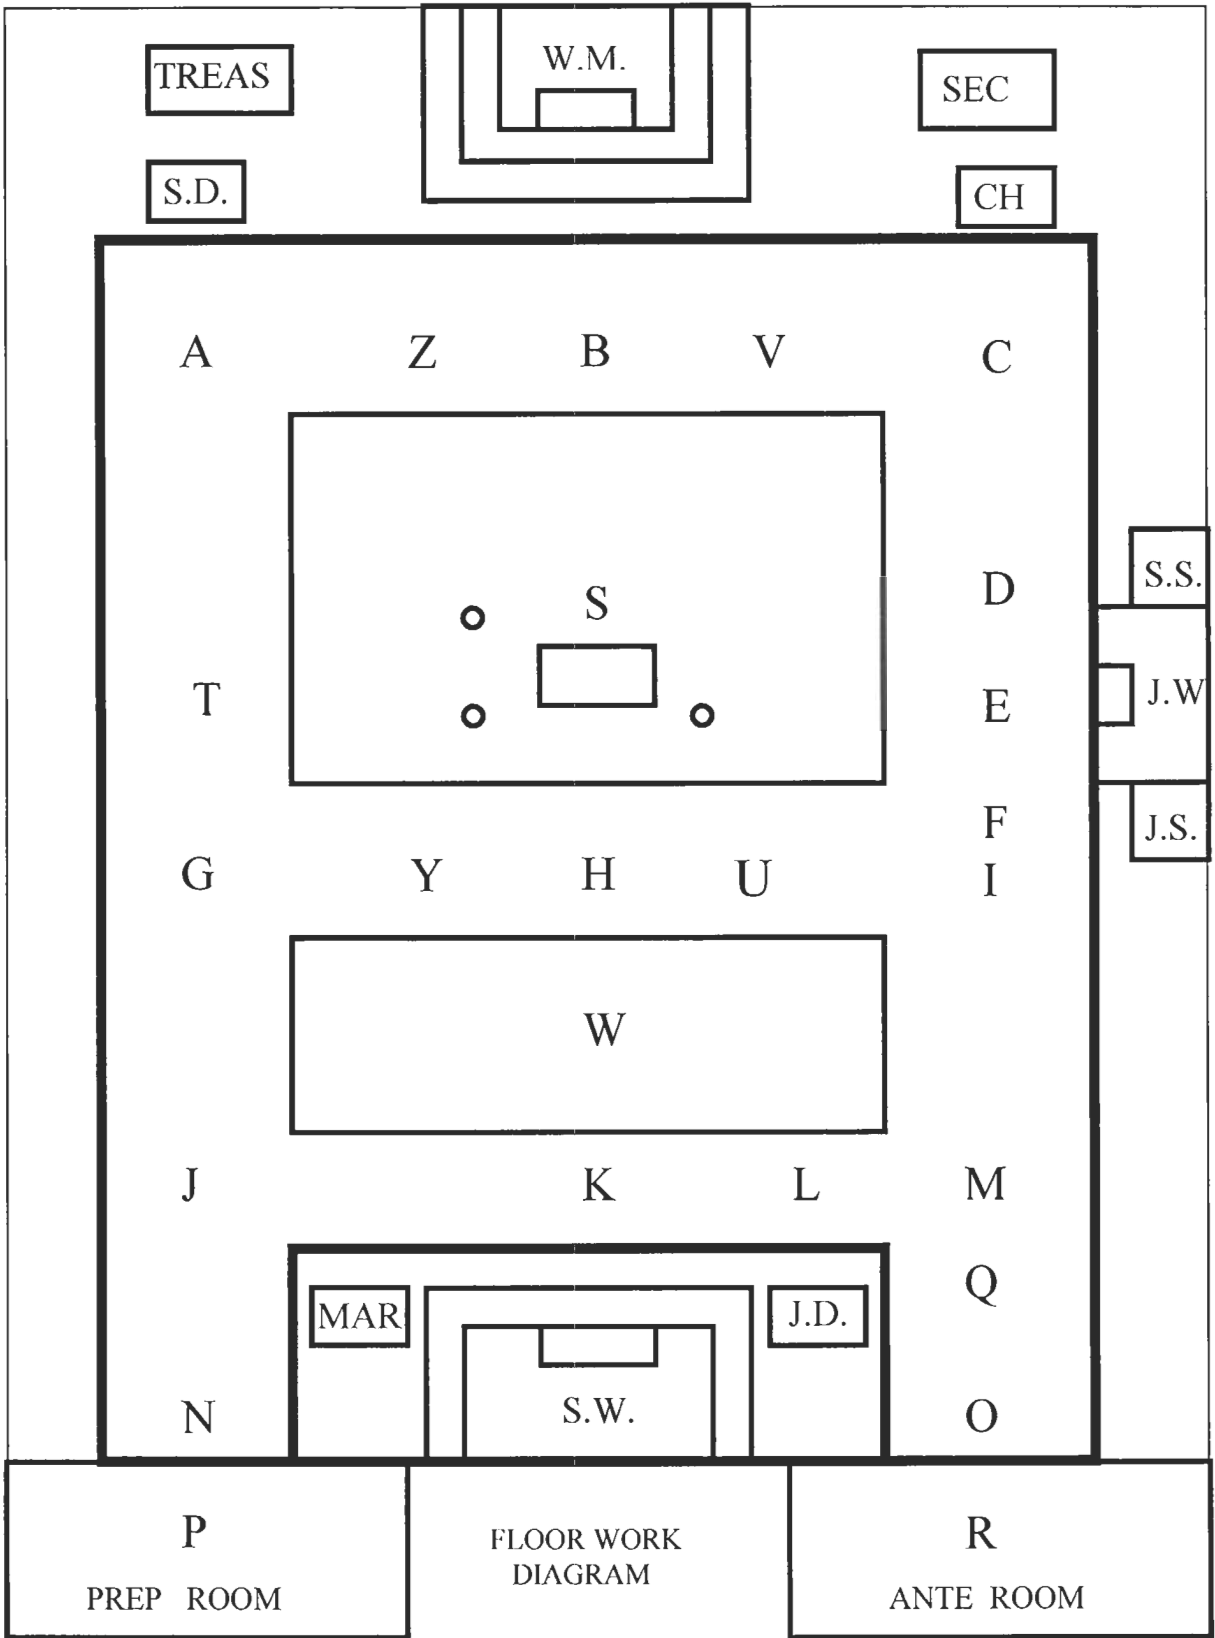 W.M.
TREAS
SEC
S.D.
CH
A Z B V C
S.S.
D
S
T
E
J.W
F
J.S.
G Y H U I
W
J K L M
Q
MAR
J.D.
S.W.
N
O
P
R
FLOOR WORK
DIAGRAM
PREP ROOM
ANTE ROOM